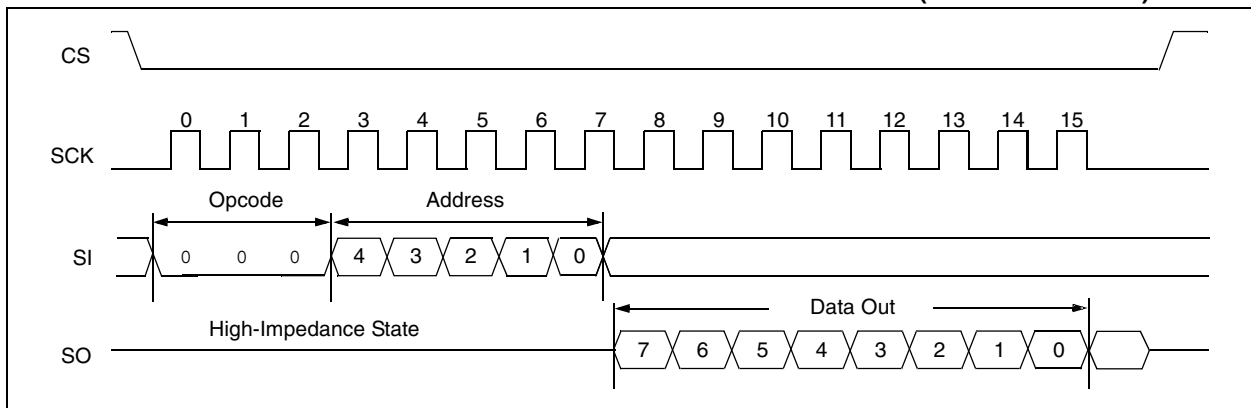 CS
0 1 2 3 4 5 6 7 8 9 10 11 12 13 14 15
SCK
Opcode Address
SI 0 0 0 4 3 2 1 0
Data Out
High-Impedance State
SO 7 6 5 4 3 2 1 0